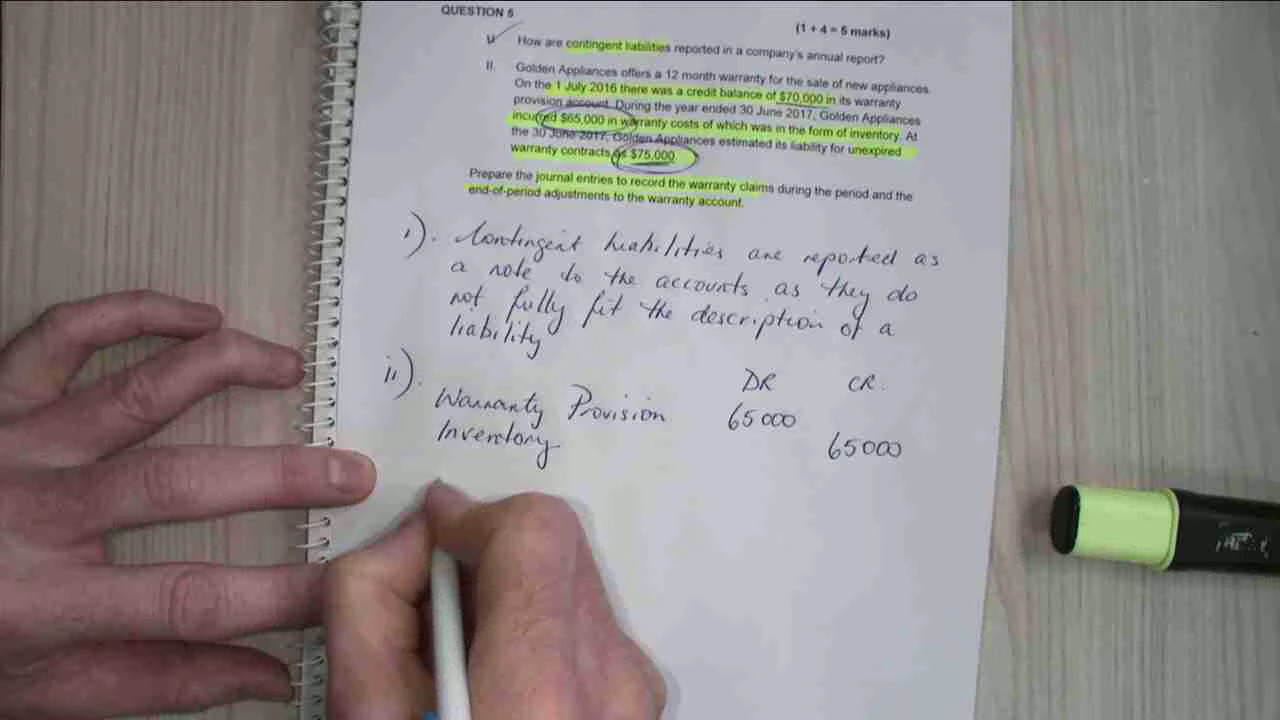 QUESTION 5
(1 + 4 = 5 marks)
How are contingent liabilities reported in a company's annual report?
II. Golden Appliances offers a 12 month warranty for the sale of new appliances.
On the 1 July 2016 there was a credit balance of $70,000 in its warranty
provision account. During the year ended 30 June 2017, Golden Appliances
incurred $65,000 in warranty costs of which was in the form of inventory. At
the 30 June 2017, Golden Appliances estimated its liability for unexpired
warranty contracts as $75,000.
Prepare the journal entries to record the warranty claims during the period and the
end-of-period adjustments to the warranty account.
i). Contingent liabilities are reported as
a note to the accounts as they do
not fully fit the description of a
liability
ii). DR CR.
Warranty Provision 65000
Inventory 65000